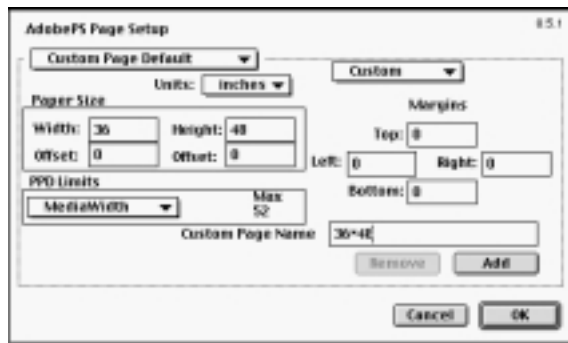 AdobePS Page Setup 8.5.1
Custom Page Default
Units: inches
Custom
Paper Size
Margins
Width: 36 Height: 48
Top: 0
Offset: 0 Offset: 0
Left: 0 Right: 0
PPD Limits
Bottom: 0
MediaWidth
Max
52
Custom Page Name 36*48
Remove Add
Cancel OK